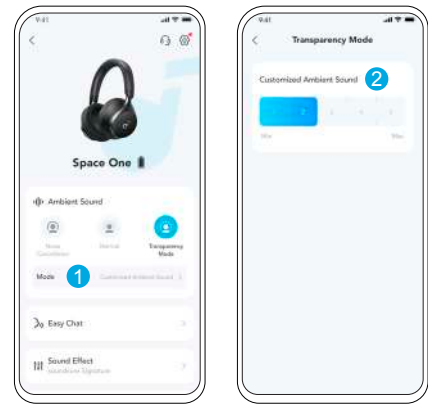 9:41
Space One
Ambient Sound
Noise
Cancellation
Normal
Transparency
Mode
Mode
1
Customized Ambient Sound
Easy Chat
Sound Effect
soundcore Signature
9:41
Transparency Mode
Customized Ambient Sound
2
2 3 4 5
Min
Max